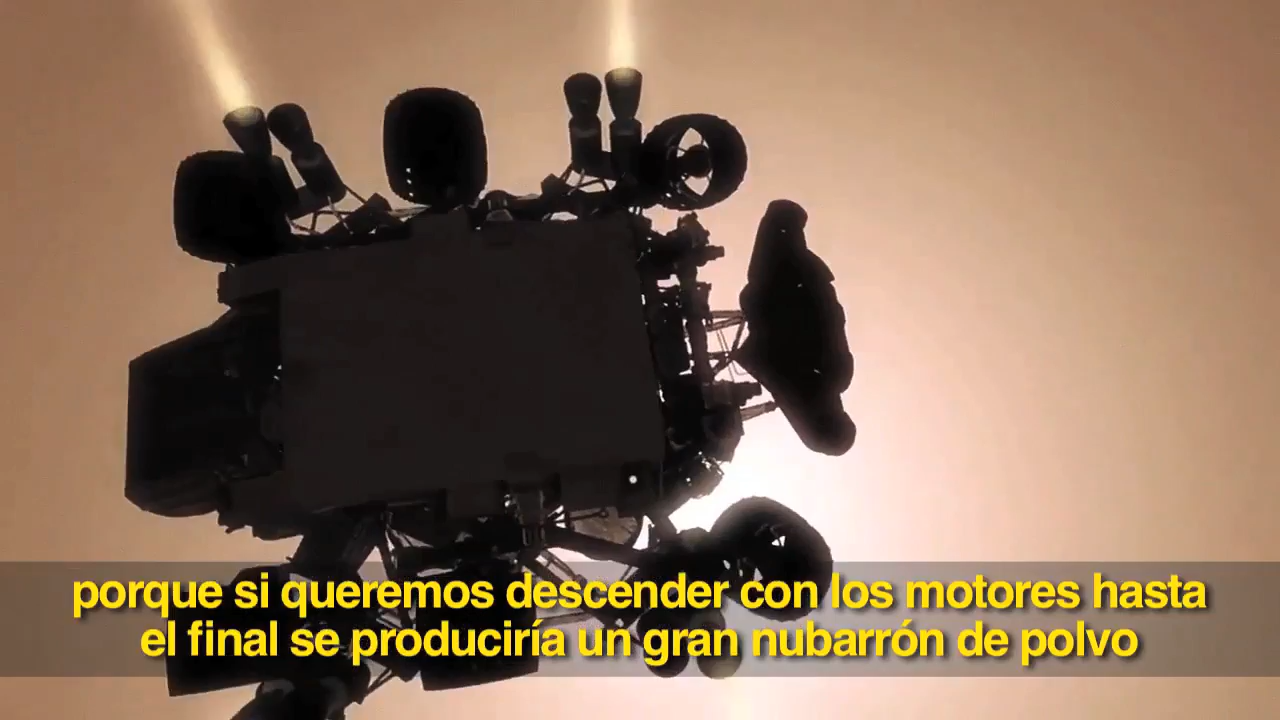 porque si queremos descender con los motores hasta
el final se produciría un gran nubarrón de polvo